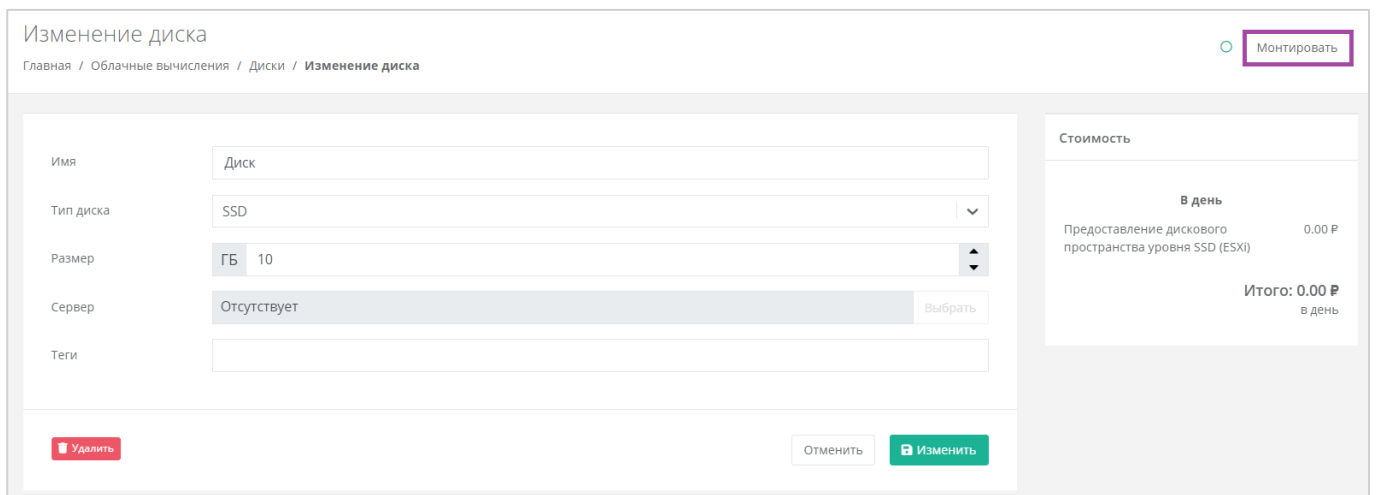 Изменение диска
Монтировать
Главная / Облачные вычисления / Диски / Изменение диска
Стоимость
Имя
Диск
В день
Тип диска
SSD
Предоставление дискового
пространства уровня SSD (ESXi)
0.00 ₽
Размер
ГБ 10
Итого: 0.00 ₽
в день
Сервер
Отсутствует
Выбрать
Теги
Удалить
Отменить
Изменить